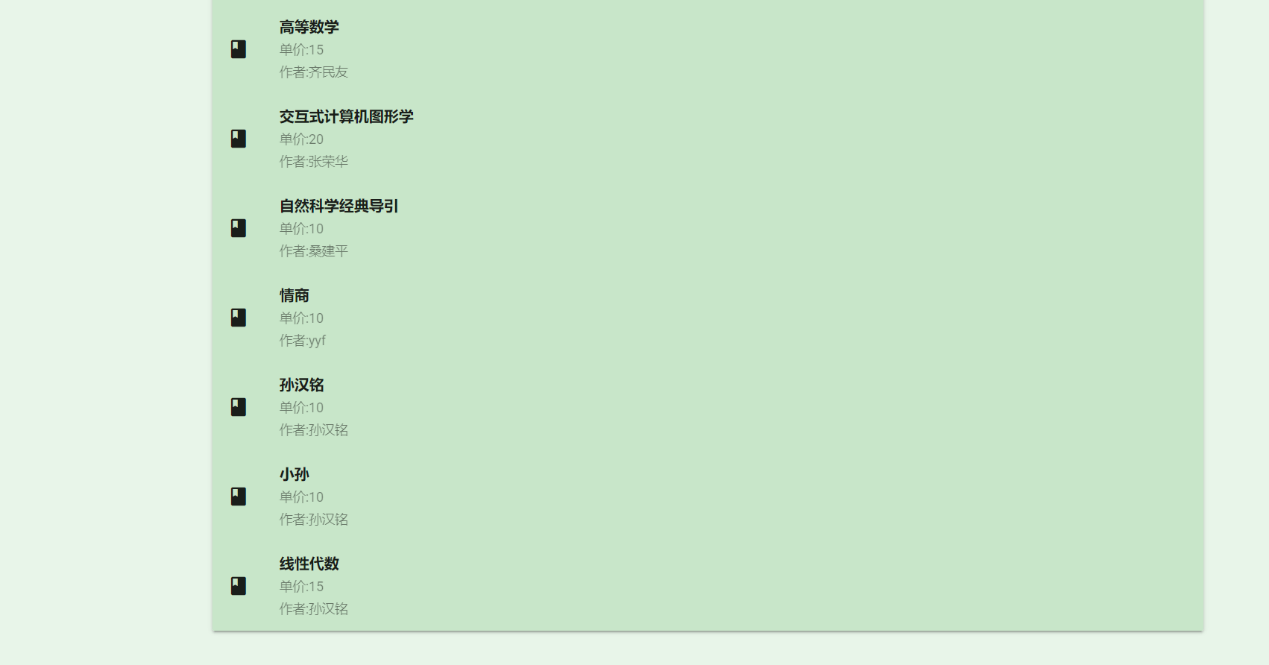 高等数学
单价:15
作者:齐民友
交互式计算机图形学
单价:20
作者:张荣华
自然科学经典导引
单价:10
作者:桑建平
情商
单价:10
作者:yyf
孙汉铭
单价:10
作者:孙汉铭
小孙
单价:10
作者:孙汉铭
线性代数
单价:15
作者:孙汉铭